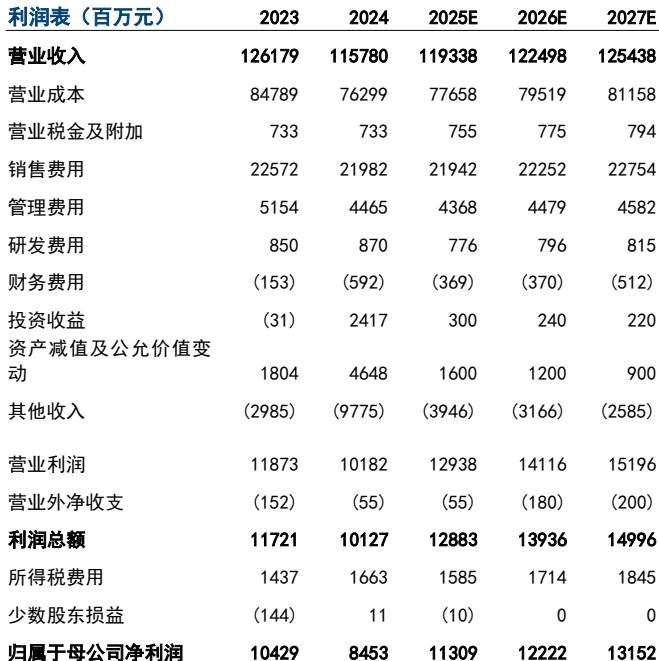 利润表（百万元） 2023 2024 2025E 2026E 2027E
营业收入 126179 115780 119338 122498 125438
营业成本 84789 76299 77658 79519 81158
营业税金及附加 733 733 755 775 794
销售费用 22572 21982 21942 22252 22754
管理费用 5154 4465 4368 4479 4582
研发费用 850 870 776 796 815
财务费用 (153) (592) (369) (370) (512)
投资收益 (31) 2417 300 240 220
资产减值及公允价值变
动 1804 4648 1600 1200 900
其他收入 (2985) (9775) (3946) (3166) (2585)
营业利润 11873 10182 12938 14116 15196
营业外净收支 (152) (55) (55) (180) (200)
利润总额 11721 10127 12883 13936 14996
所得税费用 1437 1663 1585 1714 1845
少数股东损益 (144) 11 (10) 0 0
归属于母公司净利润 10429 8453 11309 12222 13152